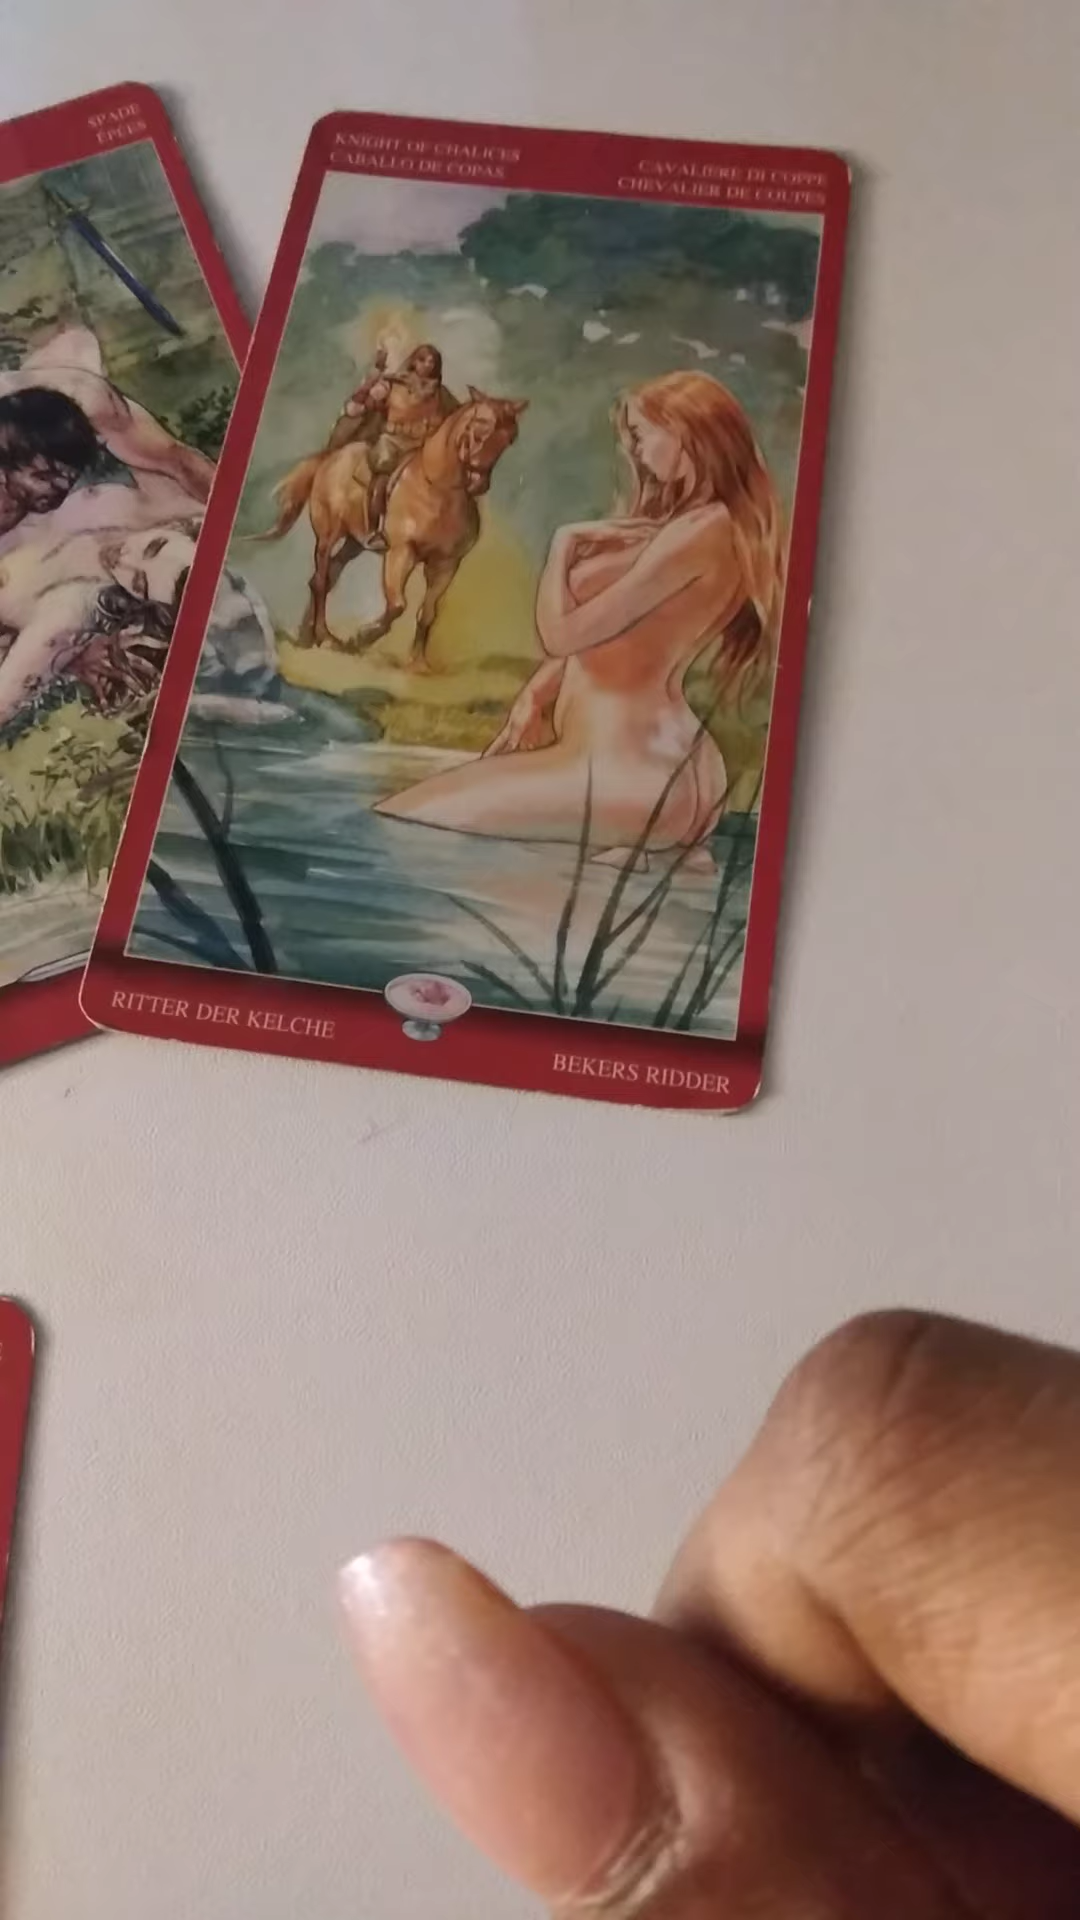 SPADE
ÉPÉES
KNIGHT OF CHALICES
CABALLO DE COPAS
CAVALIERE DI COPPE
CHEVALIER DE COUPES
RITTER DER KELCHE
BEKERS RIDDER